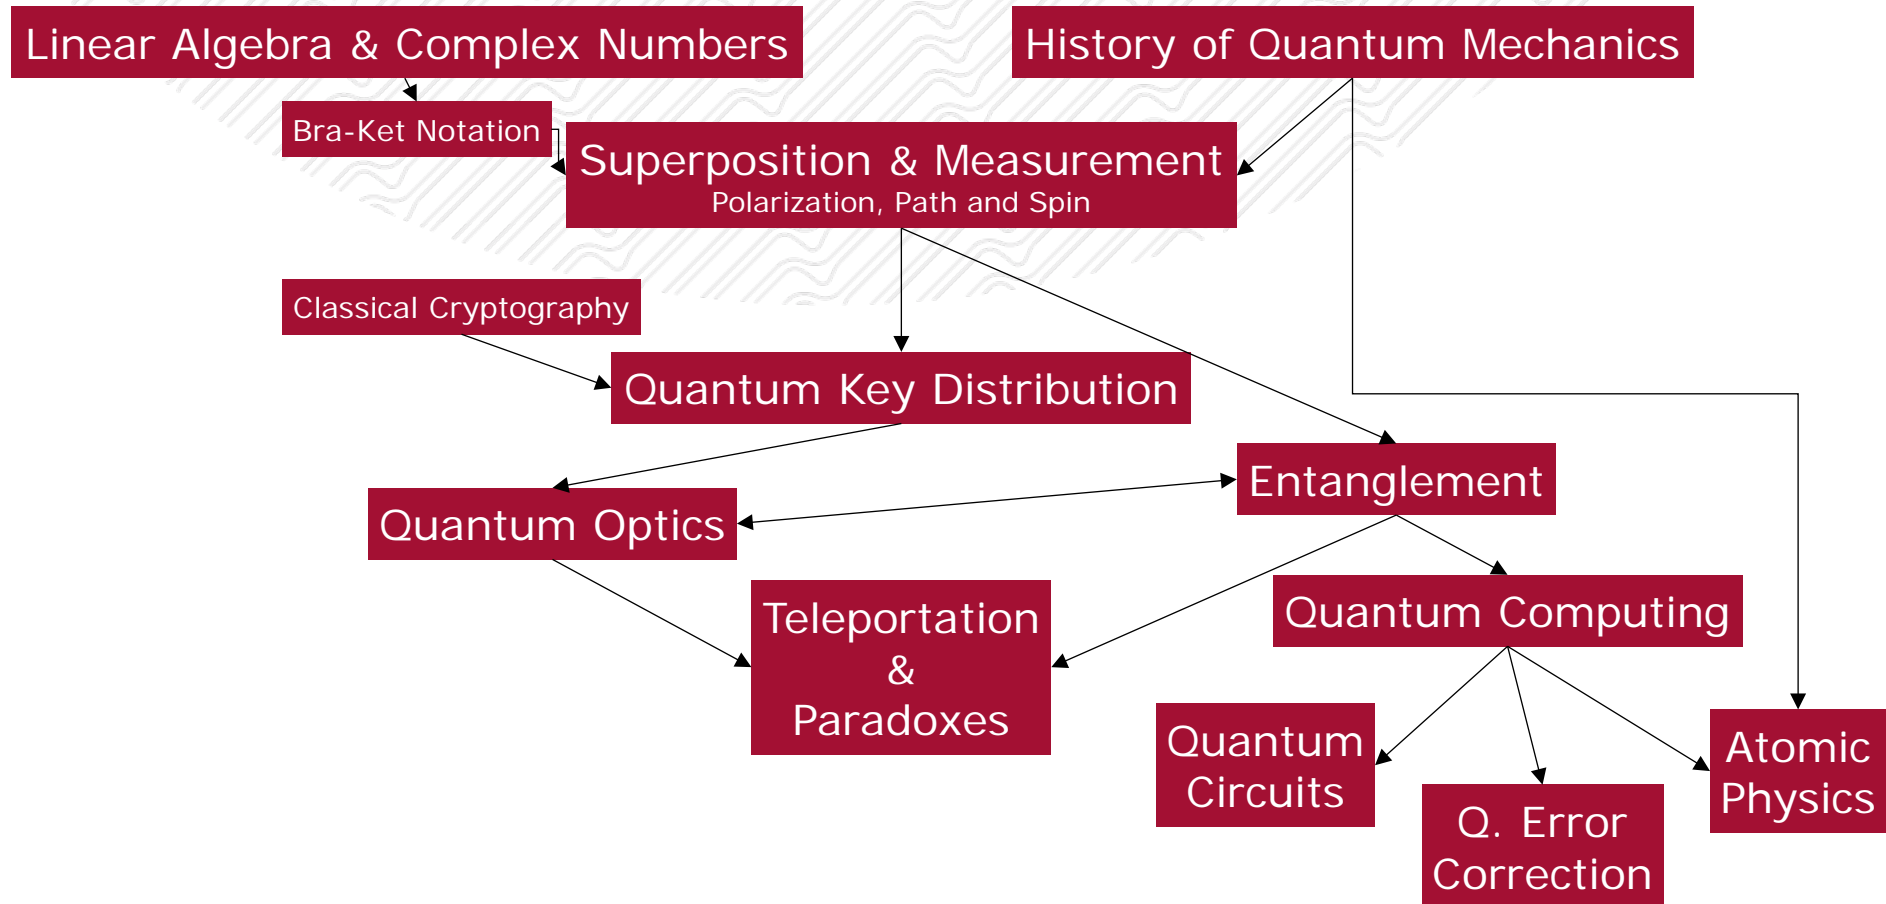 Linear Algebra & Complex Numbers
History of Quantum Mechanics
Bra-Ket Notation
Superposition & Measurement
Polarization, Path and Spin
Classical Cryptography
Quantum Key Distribution
Entanglement
Quantum Optics
Teleportation
&
Paradoxes
Quantum Computing
Quantum
Circuits
Q. Error
Correction
Atomic
Physics